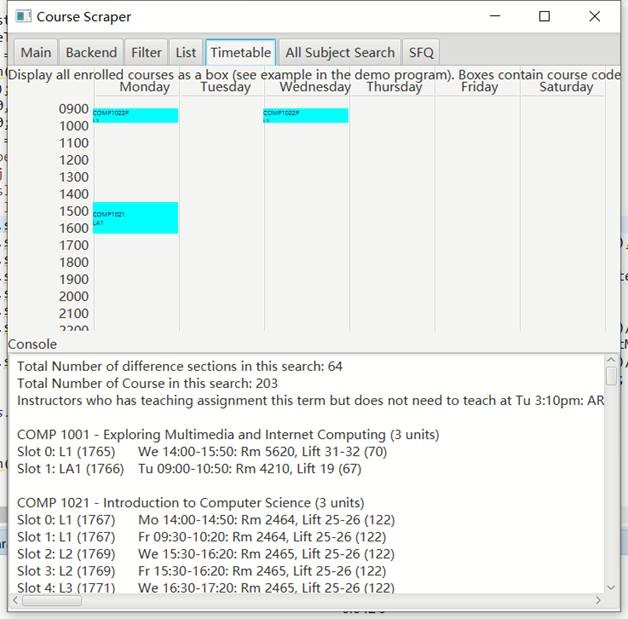 Course Scraper
Main Backend Filter List Timetable All Subject Search SFQ
Display all enrolled courses as a box (see example in the demo program). Boxes contain course code
Monday Tuesday Wednesday Thursday Friday Saturday
0900
COMP1022P COMP1022P
1000
1100
1200
1300
1400
1500
COMP1021
LA1
1600
1700
1800
1900
2000
2100
2200
Console
Total Number of difference sections in this search: 64
Total Number of Course in this search: 203
Instructors who has teaching assignment this term but does not need to teach at Tu 3:10pm: AR
COMP 1001 - Exploring Multimedia and Internet Computing (3 units)
Slot 0: L1 (1765) We 14:00-15:50: Rm 5620, Lift 31-32 (70)
Slot 1: LA1 (1766) Tu 09:00-10:50: Rm 4210, Lift 19 (67)
COMP 1021 - Introduction to Computer Science (3 units)
Slot 0: L1 (1767) Mo 14:00-14:50: Rm 2464, Lift 25-26 (122)
Slot 1: L1 (1767) Fr 09:30-10:20: Rm 2464, Lift 25-26 (122)
Slot 2: L2 (1769) We 15:30-16:20: Rm 2465, Lift 25-26 (122)
Slot 3: L2 (1769) Fr 15:30-16:20: Rm 2465, Lift 25-26 (122)
Slot 4: L3 (1771) We 16:30-17:20: Rm 2465, Lift 25-26 (122)